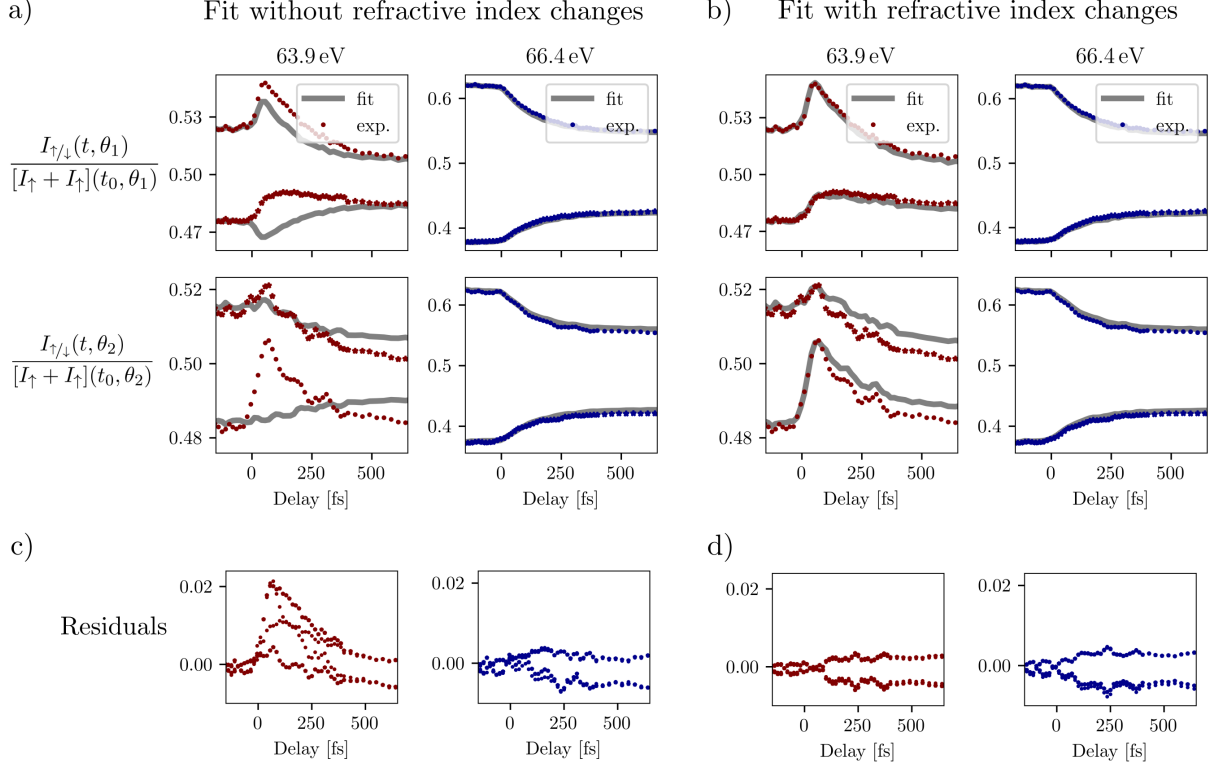 a)
Fit without refractive index changes
b)
Fit with refractive index changes
63.9 eV
66.4 eV
63.9 eV
66.4 eV
I↑/↓(t, θ1)
[I↑ + I↑](t0, θ1)
0.53
0.50
0.47
fit
exp.
0.6
0.5
0.4
fit
exp.
0.53
0.50
0.47
fit
exp.
0.6
0.5
0.4
fit
exp.
I↑/↓(t, θ2)
[I↑ + I↑](t0, θ2)
0.52
0.50
0.48
0 250 500
Delay [fs]
0.6
0.5
0.4
0 250 500
Delay [fs]
0.52
0.50
0.48
0 250 500
Delay [fs]
0.6
0.5
0.4
0 250 500
Delay [fs]
c)
d)
Residuals
0.02
0.00
0 500
Delay [fs]
0.02
0.00
0 500
Delay [fs]
0.02
0.00
0 500
Delay [fs]
0.02
0.00
0 500
Delay [fs]